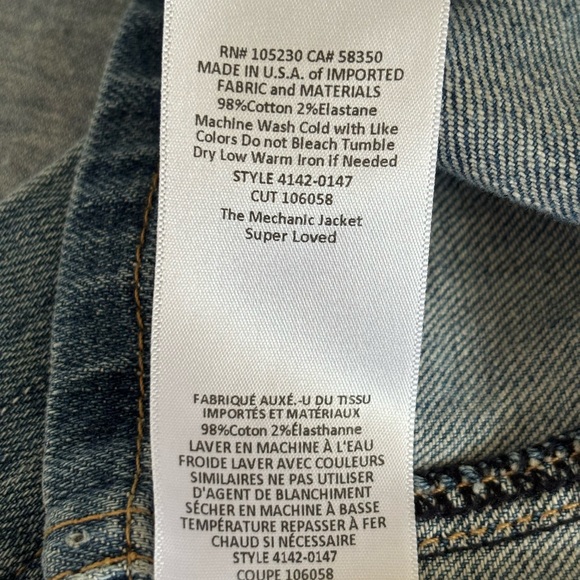 RN# 105230 CA# 58350
MADE IN U.S.A. of IMPORTED
FABRIC and MATERIALS
98%Cotton 2%Elastane
Machine Wash Cold with Like
Colors Do not Bleach Tumble
Dry Low Warm Iron if Needed
STYLE 4142-0147
CUT 106058
The Mechanic Jacket
Super Loved
FABRIQUÉ AUXÉ.-U DU TISSU
IMPORTÉS ET MATÉRIAUX
98%Coton 2%Élasthanne
LAVER EN MACHINE À L'EAU
FROIDE LAVER AVEC COULEURS
SIMILAIRES NE PAS UTILISER
D'AGENT DE BLANCHIMENT
SÉCHER EN MACHINE À BASSE
TEMPÉRATURE REPASSER À FER
CHAUD SI NÉCESSAIRE
STYLE 4142-0147
COUPE 106058